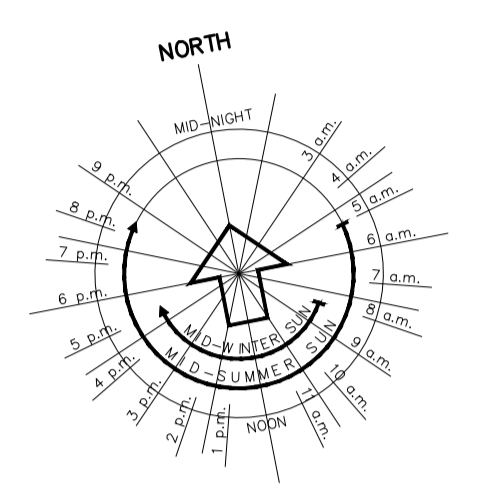 NORTH
MID-NIGHT
3 a.m.
4 a.m.
5 a.m.
6 a.m.
7 a.m.
8 a.m.
9 a.m.
10 a.m.
11 a.m.
NOON
1 p.m.
2 p.m.
3 p.m.
4 p.m.
5 p.m.
6 p.m.
7 p.m.
8 p.m.
9 p.m.
MID-WINTER SUN
MID-SUMMER SUN